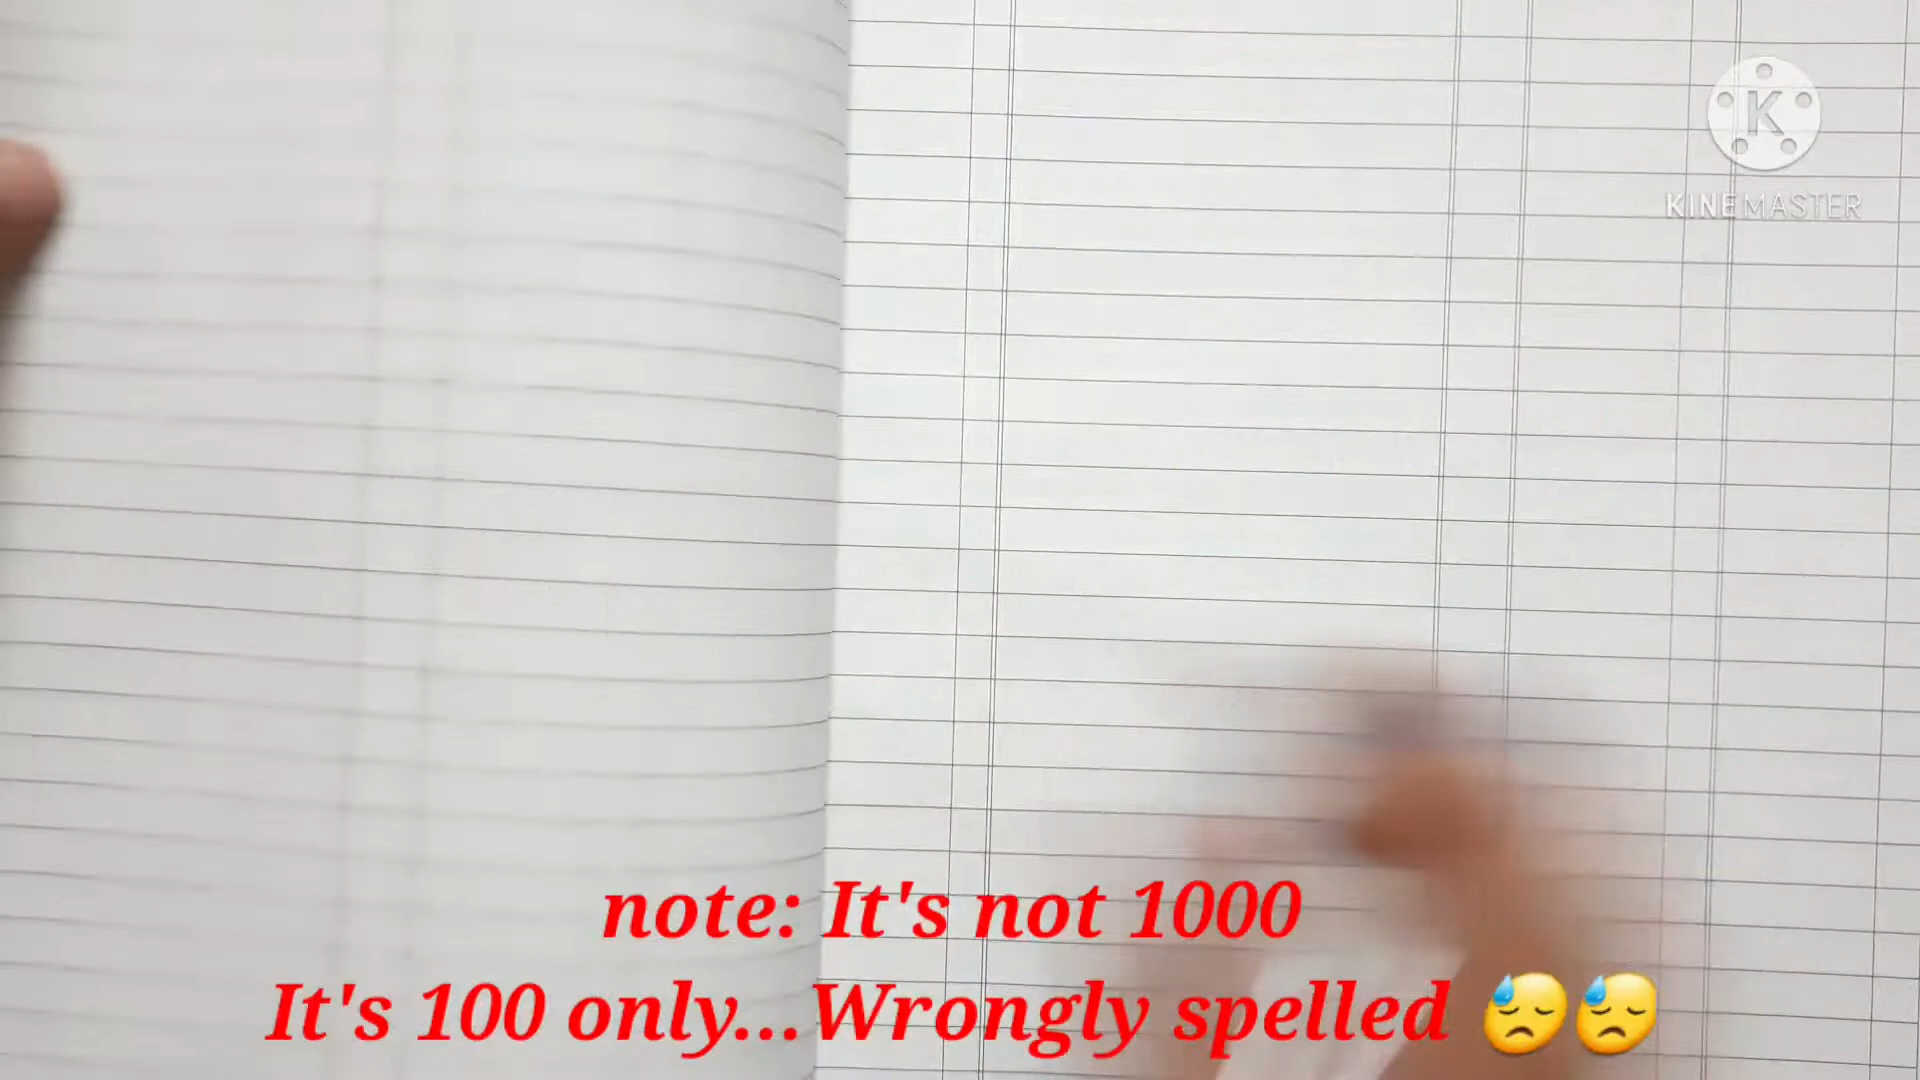 K
KINEMASTER
note: It's not 1000
It's 100 only...Wrongly spelled 😓😓